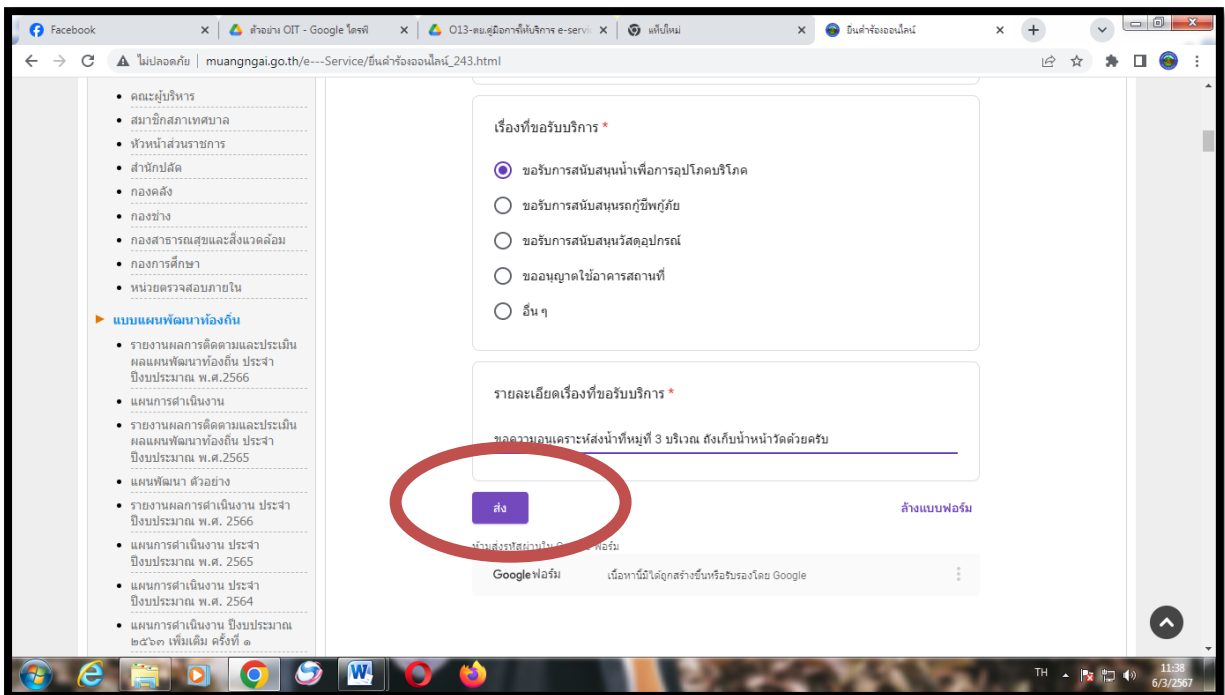 Facebook
ตัวอย่าง OIT - Google ไดรฟ์
O13-ตย.คู่มือการให้บริการ e-servic
แท็บใหม่
ยื่นคำร้องออนไลน์
ไม่ปลอดภัย
muangngai.go.th/e---Service/ยื่นคำร้องออนไลน์_243.html
คณะผู้บริหาร
สมาชิกสภาเทศบาล
หัวหน้าส่วนราชการ
สำนักปลัด
กองคลัง
กองช่าง
กองสาธารณสุขและสิ่งแวดล้อม
กองการศึกษา
หน่วยตรวจสอบภายใน
แบบแผนพัฒนาท้องถิ่น
รายงานผลการติดตามและประเมิน
ผลแผนพัฒนาท้องถิ่น ประจำ
ปีงบประมาณ พ.ศ.2566
แผนการดำเนินงาน
รายงานผลการติดตามและประเมิน
ผลแผนพัฒนาท้องถิ่น ประจำ
ปีงบประมาณ พ.ศ.2565
แผนพัฒนา ตัวอย่าง
รายงานผลการดำเนินงาน ประจำ
ปีงบประมาณ พ.ศ. 2566
แผนการดำเนินงาน ประจำ
ปีงบประมาณ พ.ศ. 2565
แผนการดำเนินงาน ประจำ
ปีงบประมาณ พ.ศ. 2564
แผนการดำเนินงาน ปีงบประมาณ
๒๕๖๓ เพิ่มเติม ครั้งที่ ๑
เรื่องที่ขอรับบริการ *
ขอรับการสนับสนุนน้ำเพื่อการอุปโภคบริโภค
ขอรับการสนับสนุนรถกู้ชีพกู้ภัย
ขอรับการสนับสนุนวัสดุอุปกรณ์
ขออนุญาตใช้อาคารสถานที่
อื่น ๆ
รายละเอียดเรื่องที่ขอรับบริการ *
ขอความอนุเคราะห์ส่งน้ำที่หมู่ที่ 3 บริเวณ ถังเก็บน้ำหน้าวัดด้วยครับ
ส่ง
ล้างแบบฟอร์ม
ห้ามส่งรหัสผ่านใน Google ฟอร์ม
Google ฟอร์ม
เนื้อหานี้มิได้ถูกสร้างขึ้นหรือรับรองโดย Google
TH
11:38
6/3/2567